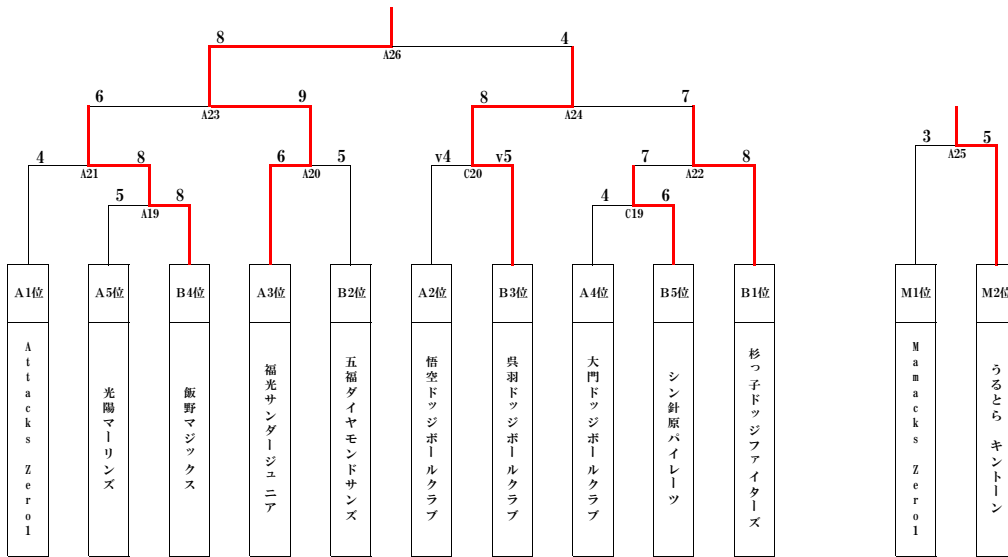 8 4
A26
6 9 8 7
A23 A24
3 5
A25
4 8 6 5 v4 v5 7 8
A21 A20 C20 A22
5 8 4 6
A19 C19
A1位 A5位 B4位 A3位 B2位 A2位 B3位 A4位 B5位 B1位 M1位 M2位
Attacks Zero1
光陽マーリンズ
飯野マジックス
福光サンダージュニア
五福ダイヤモンドサンズ
悟空ドッジボールクラブ
呉羽ドッジボールクラブ
大門ドッジボールクラブ
シン針原パイレーツ
杉っ子ドッジファイターズ
Mamacks Zero1
うるとら キントーン